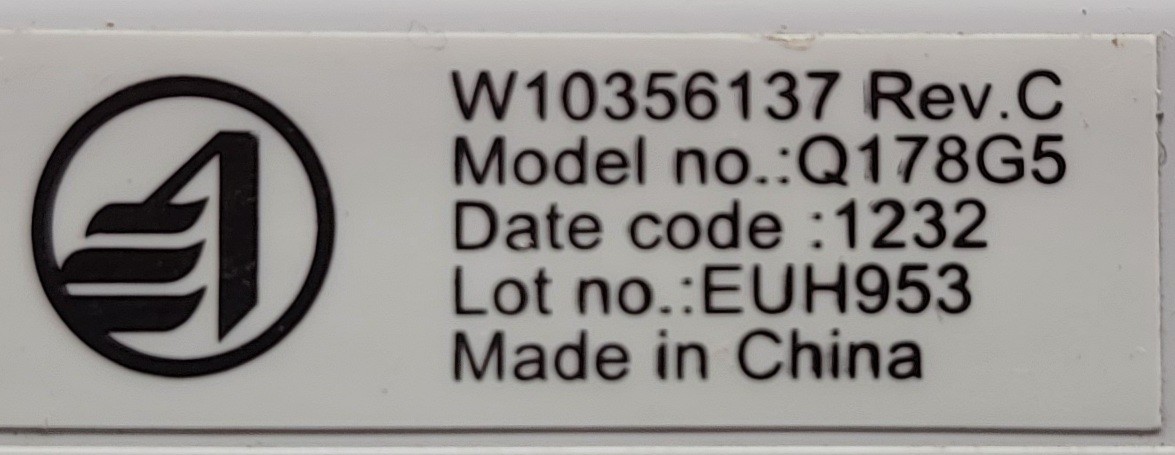 W10356137 Rev.C
Model no.:Q178G5
Date code :1232
Lot no.:EUH953
Made in China